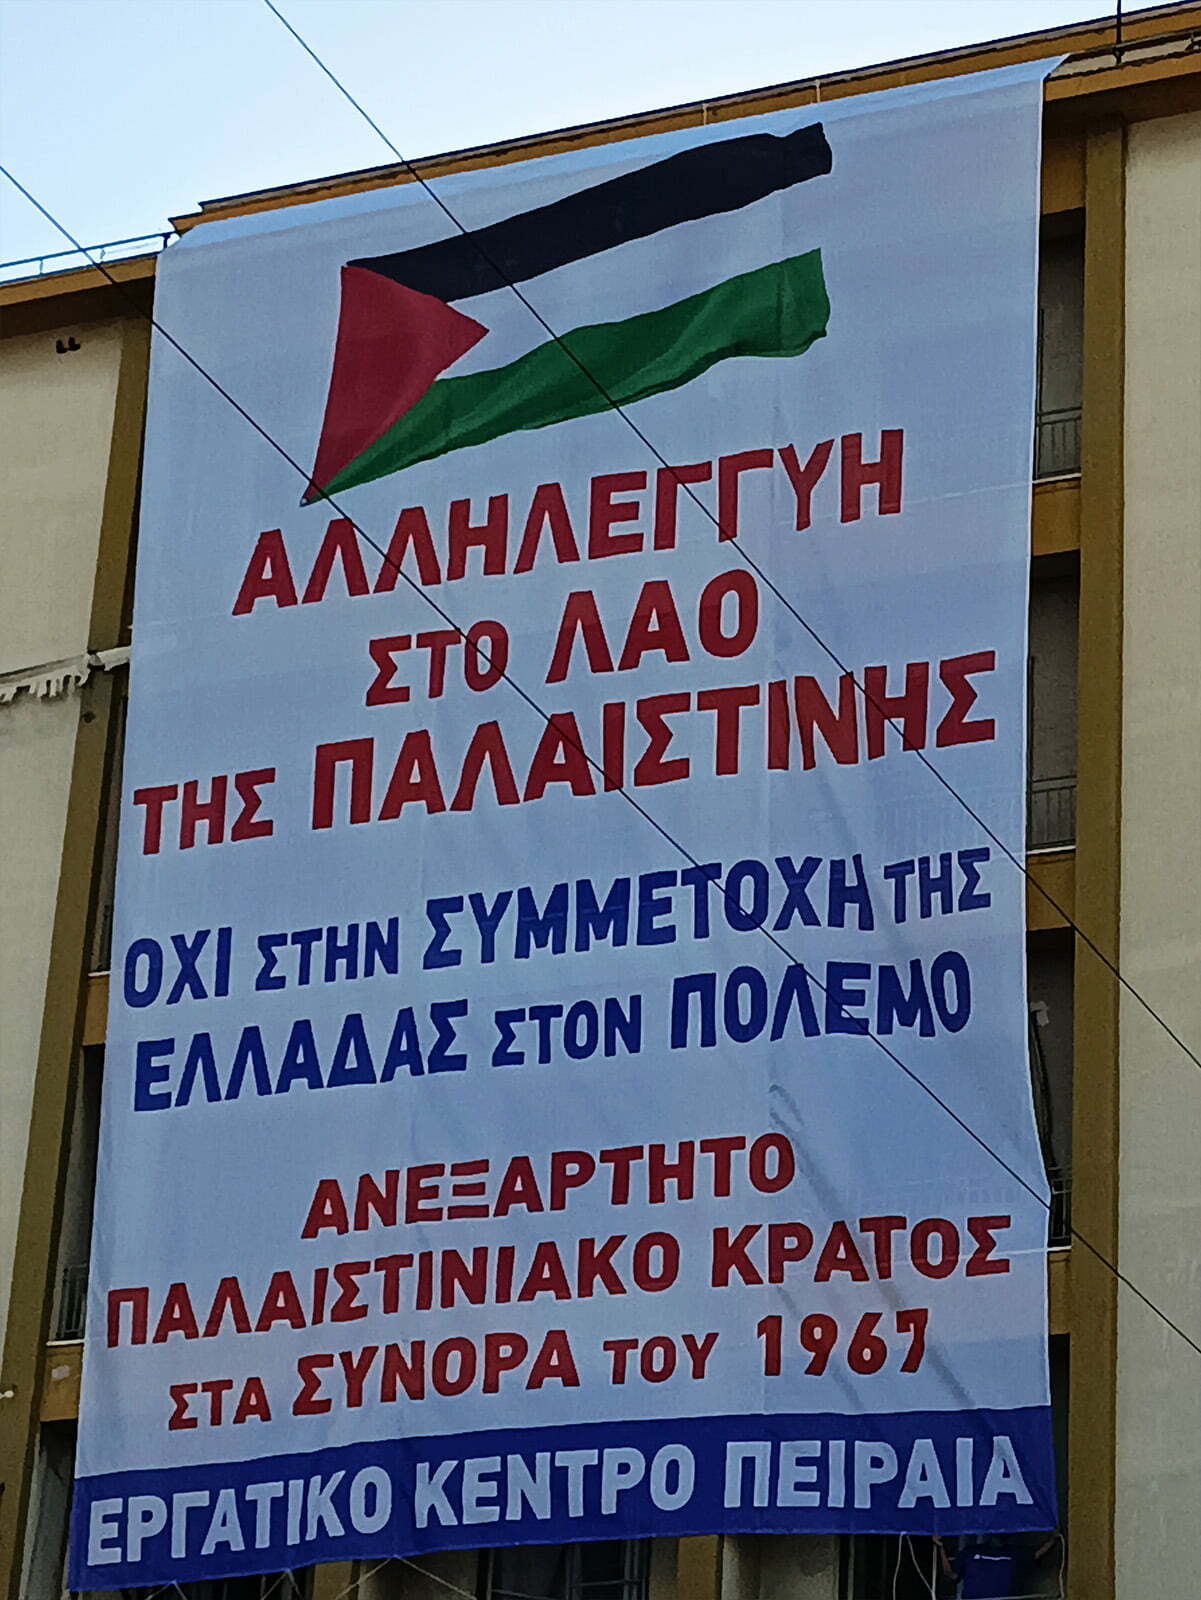 ΑΛΛΗΛΕΓΓΥΗ
ΣΤΟ ΛΑΟ
ΤΗΣ ΠΑΛΑΙΣΤΙΝΗΣ
ΟΧΙ ΣΤΗΝ ΣΥΜΜΕΤΟΧΗ ΤΗΣ
ΕΛΛΑΔΑΣ ΣΤΟΝ ΠΟΛΕΜΟ
ΑΝΕΞΑΡΤΗΤΟ
ΠΑΛΑΙΣΤΙΝΙΑΚΟ ΚΡΑΤΟΣ
ΣΤΑ ΣΥΝΟΡΑ ΤΟΥ 1967
ΕΡΓΑΤΙΚΟ ΚΕΝΤΡΟ ΠΕΙΡΑΙΑ